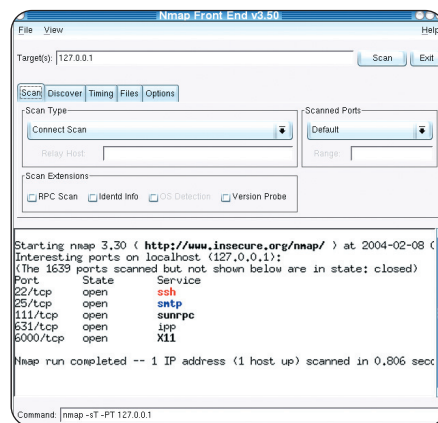 Nmap Front End v3.50
File View Help
Target(s): 127.0.0.1 Scan Exit
Scan Discover Timing Files Options
Scan Type Scanned Ports
Connect Scan Default
Relay Host: Range:
Scan Extensions
RPC Scan Identd Info OS Detection Version Probe
Starting nmap 3.30 ( http://www.insecure.org/nmap/ ) at 2004-02-08 (
Interesting ports on localhost (127.0.0.1):
(The 1639 ports scanned but not shown below are in state: closed)
Port State Service
22/tcp open ssh
25/tcp open smtp
111/tcp open sunrpc
631/tcp open ipp
6000/tcp open X11
Nmap run completed -- 1 IP address (1 host up) scanned in 0.806 sec
Command: nmap -sT -PT 127.0.0.1